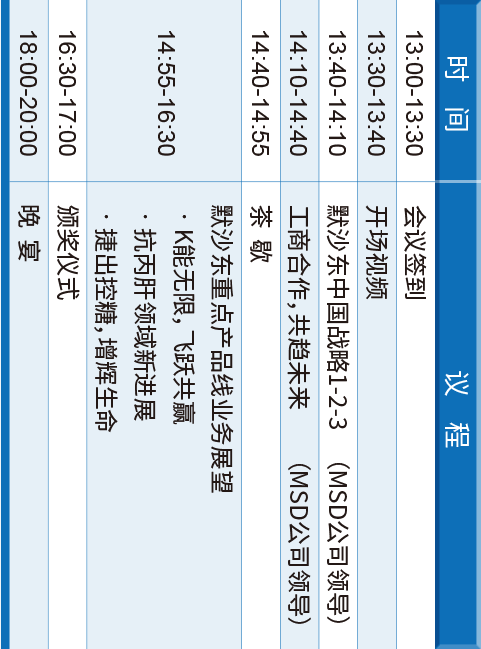 时 间 议 程
13:00-13:30 会议签到
13:30-13:40 开场视频
13:40-14:10 默沙东中国战略1-2-3 （MSD公司领导）
14:10-14:40 工商合作，共趋未来 （MSD公司领导）
14:40-14:55 茶 歇
14:55-16:30 默沙东重点产品线业务展望
· K能无限，飞跃共赢
· 抗丙肝领域新进展
· 捷出控糖，增辉生命
16:30-17:00 颁奖仪式
18:00-20:00 晚 宴